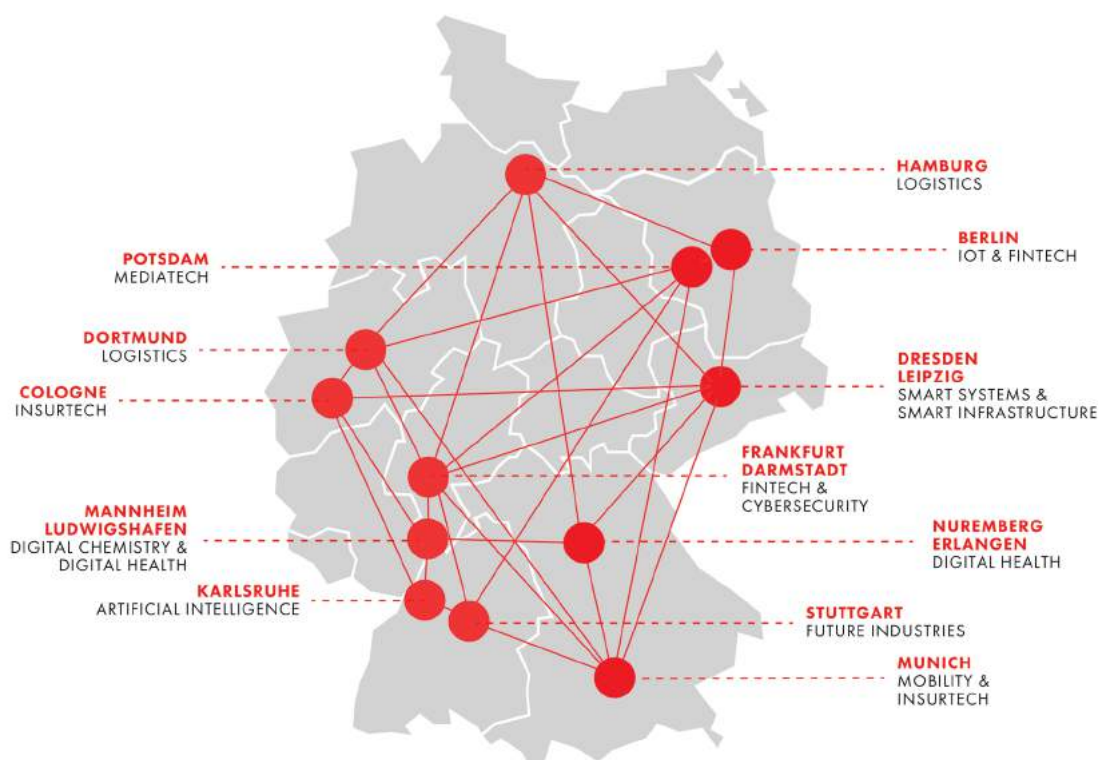 HAMBURG
LOGISTICS
BERLIN
IOT & FINTECH
POTSDAM
MEDIATECH
DORTMUND
LOGISTICS
DRESDEN
LEIPZIG
SMART SYSTEMS &
SMART INFRASTRUCTURE
COLOGNE
INSURTECH
FRANKFURT
DARMSTADT
FINTECH &
CYBERSECURITY
MANNHEIM
LUDWIGSHAFEN
DIGITAL CHEMISTRY &
DIGITAL HEALTH
NUREMBERG
ERLANGEN
DIGITAL HEALTH
KARLSRUHE
ARTIFICIAL INTELLIGENCE
STUTTGART
FUTURE INDUSTRIES
MUNICH
MOBILITY &
INSURTECH